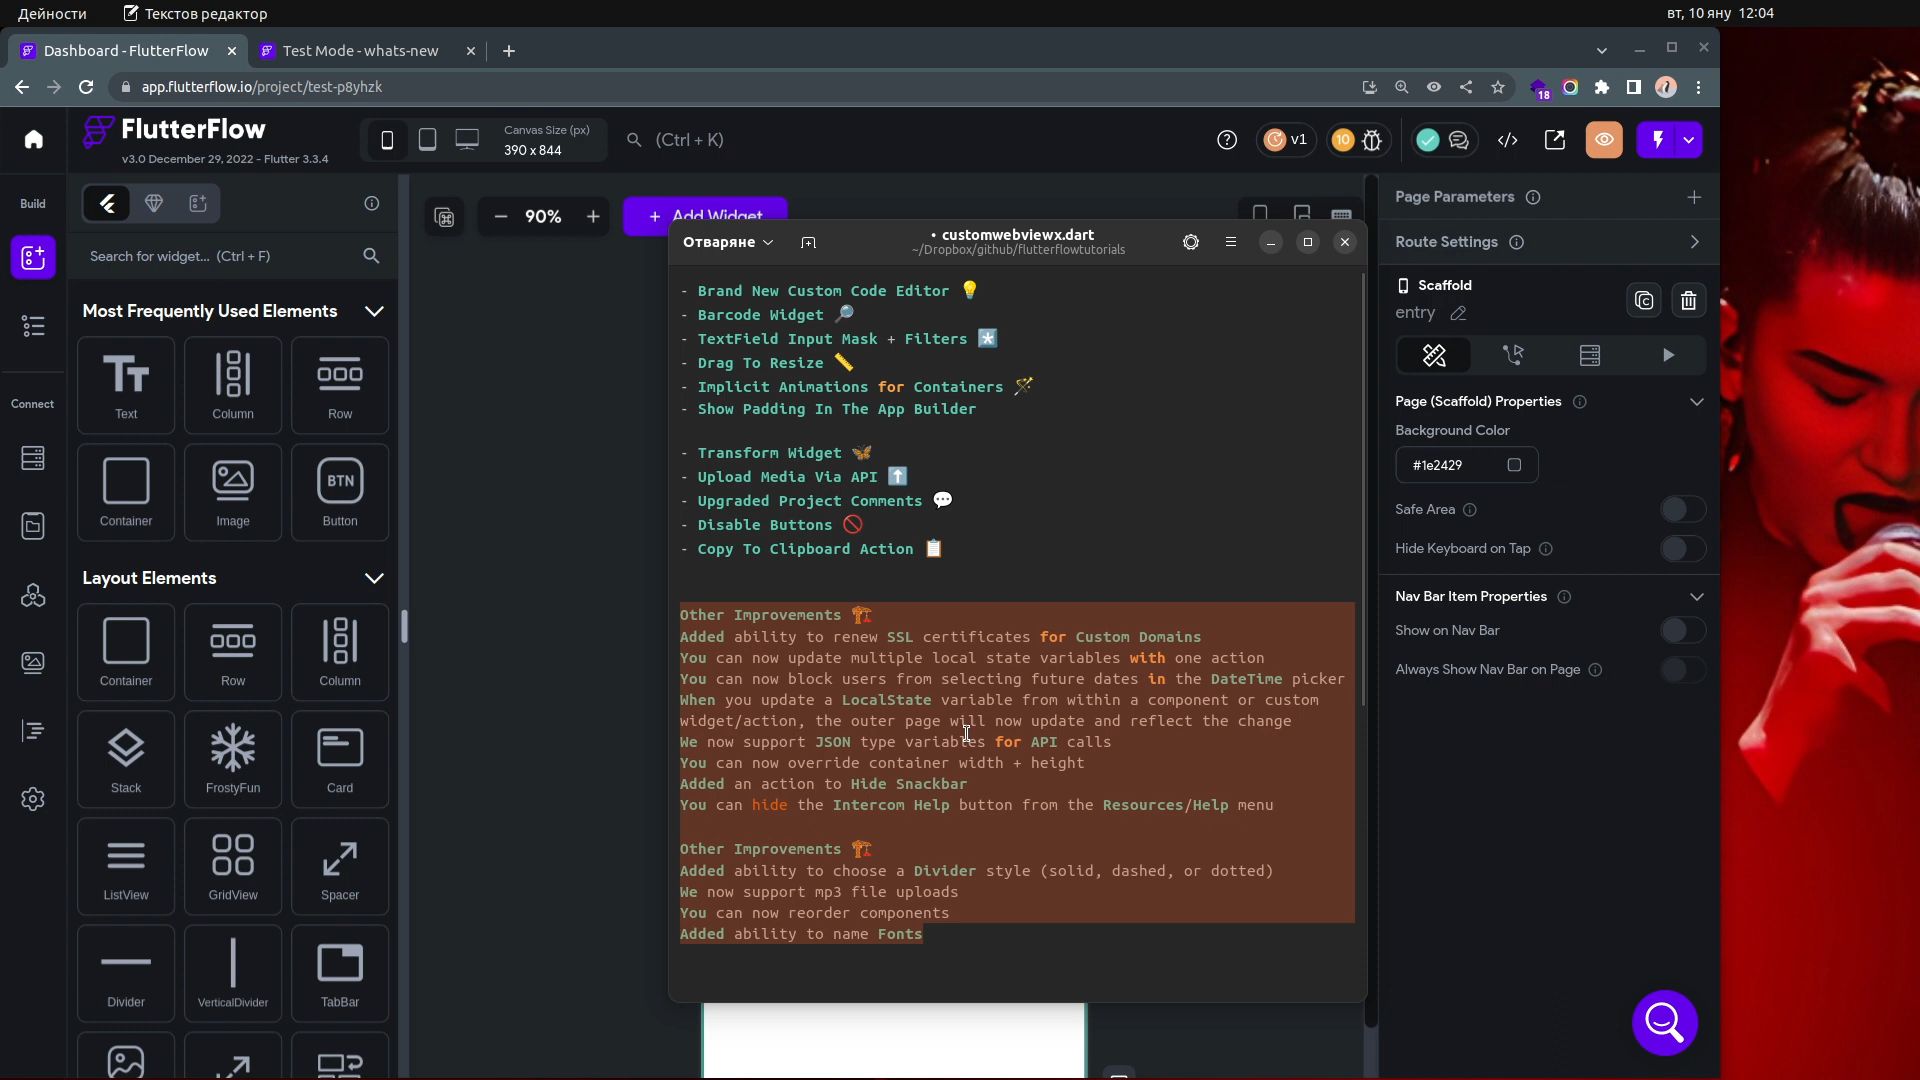 Дейности
Текстов редактор
вт, 10 яну 12:04
Dashboard - FlutterFlow
Test Mode - whats-new
app.flutterflow.io/project/test-p8yhzk
18
FlutterFlow
v3.0 December 29, 2022 - Flutter 3.3.4
Canvas Size (px)
390 x 844
(Ctrl + K)
v1
10
Build
Connect
Search for widget... (Ctrl + F)
Most Frequently Used Elements
Text
Column
Row
Container
Image
BTN
Button
Layout Elements
Container
Row
Column
Stack
FrostyFun
Card
ListView
GridView
Spacer
Divider
VerticalDivider
TabBar
90%
+ Add Widget
Отваряне
• customwebviewx.dart
~/Dropbox/github/flutterflowtutorials
- Brand New Custom Code Editor 💡
- Barcode Widget 🔎
- TextField Input Mask + Filters *️⃣
- Drag To Resize 📏
- Implicit Animations for Containers 🪄
- Show Padding In The App Builder
- Transform Widget 🦋
- Upload Media Via API ⬆️
- Upgraded Project Comments 💬
- Disable Buttons 🚫
- Copy To Clipboard Action 📋
Other Improvements 🏗️
Added ability to renew SSL certificates for Custom Domains
You can now update multiple local state variables with one action
You can now block users from selecting future dates in the DateTime picker
When you update a LocalState variable from within a component or custom
widget/action, the outer page will now update and reflect the change
We now support JSON type variables for API calls
You can now override container width + height
Added an action to Hide Snackbar
You can hide the Intercom Help button from the Resources/Help menu
Other Improvements 🏗️
Added ability to choose a Divider style (solid, dashed, or dotted)
We now support mp3 file uploads
You can now reorder components
Added ability to name Fonts
Page Parameters
Route Settings
Scaffold
entry
Page (Scaffold) Properties
Background Color
#1e2429
Safe Area
Hide Keyboard on Tap
Nav Bar Item Properties
Show on Nav Bar
Always Show Nav Bar on Page